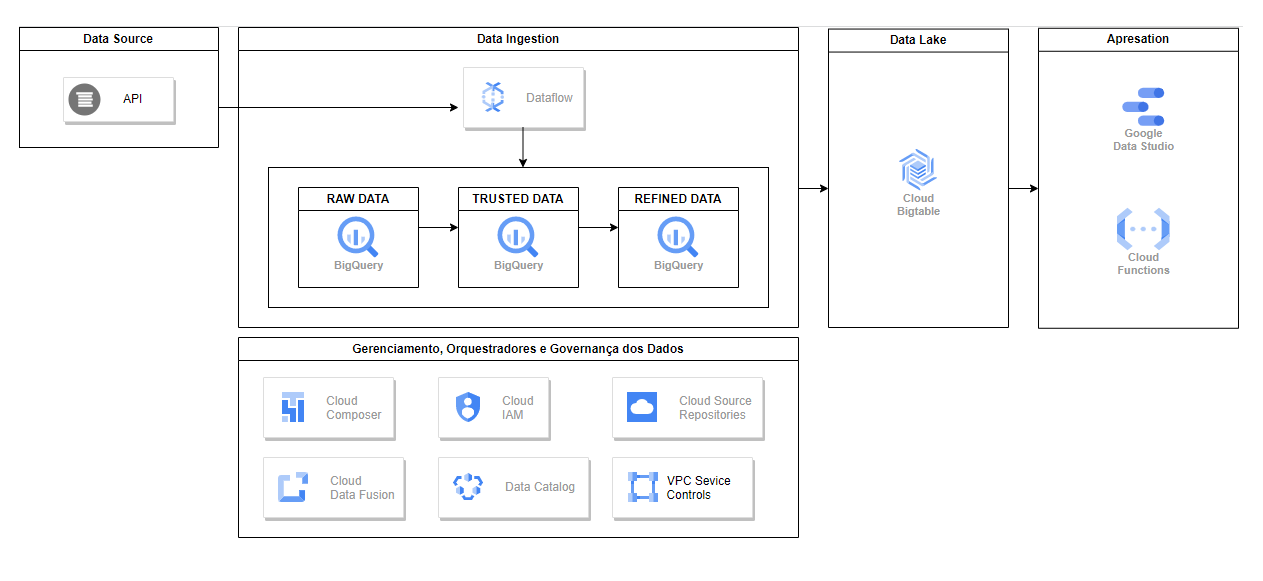 Data Source
API
Data Ingestion
Dataflow
RAW DATA
BigQuery
TRUSTED DATA
BigQuery
REFINED DATA
BigQuery
Data Lake
Cloud
Bigtable
Apresation
Google
Data Studio
Cloud
Functions
Gerenciamento, Orquestradores e Governança dos Dados
Cloud
Composer
Cloud
IAM
Cloud Source
Repositories
Cloud
Data Fusion
Data Catalog
VPC Sevice
Controls